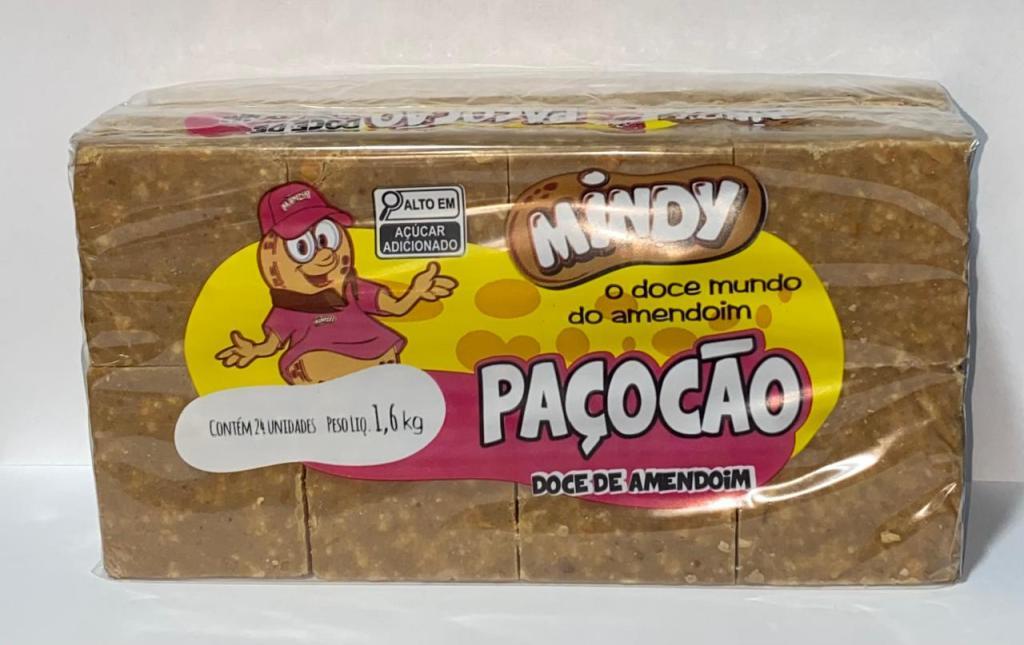 DOCE DE
PAÇOCÃO
MiNDY
ALTO EM
AÇÚCAR
ADICIONADO
MiNDY
o doce mundo
do amendoim
PAÇOCÃO
CONTÉM 24 UNIDADES PESO LIQ. 1,6 kg
DOCE DE AMENDOiM